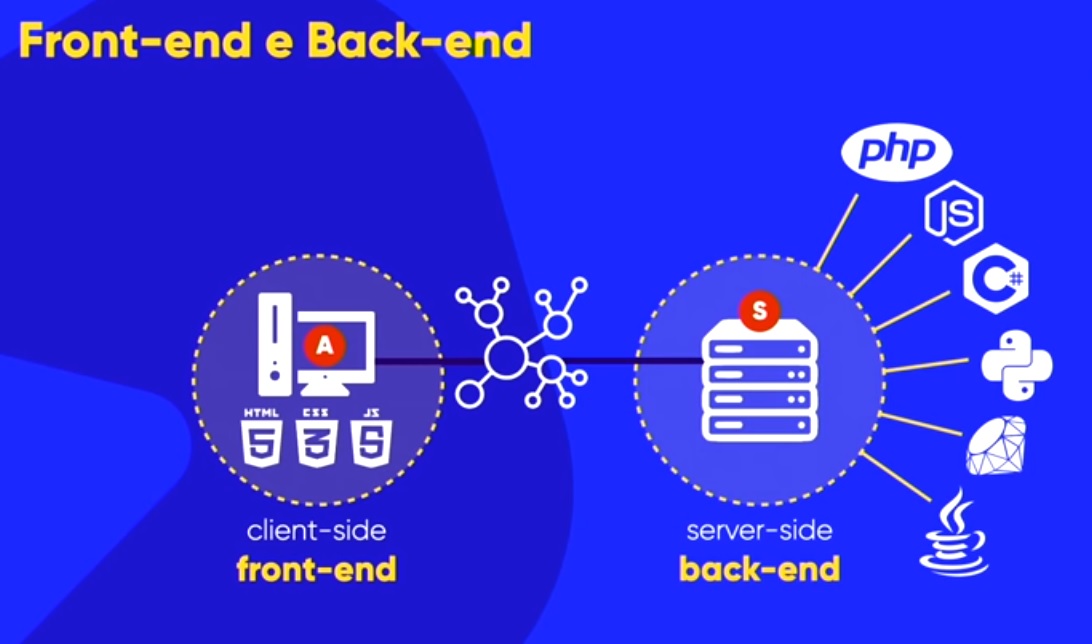 Front-end e Back-end
php
JS
C#
S
A
HTML CSS JS
5 3 S
client-side
front-end
server-side
back-end